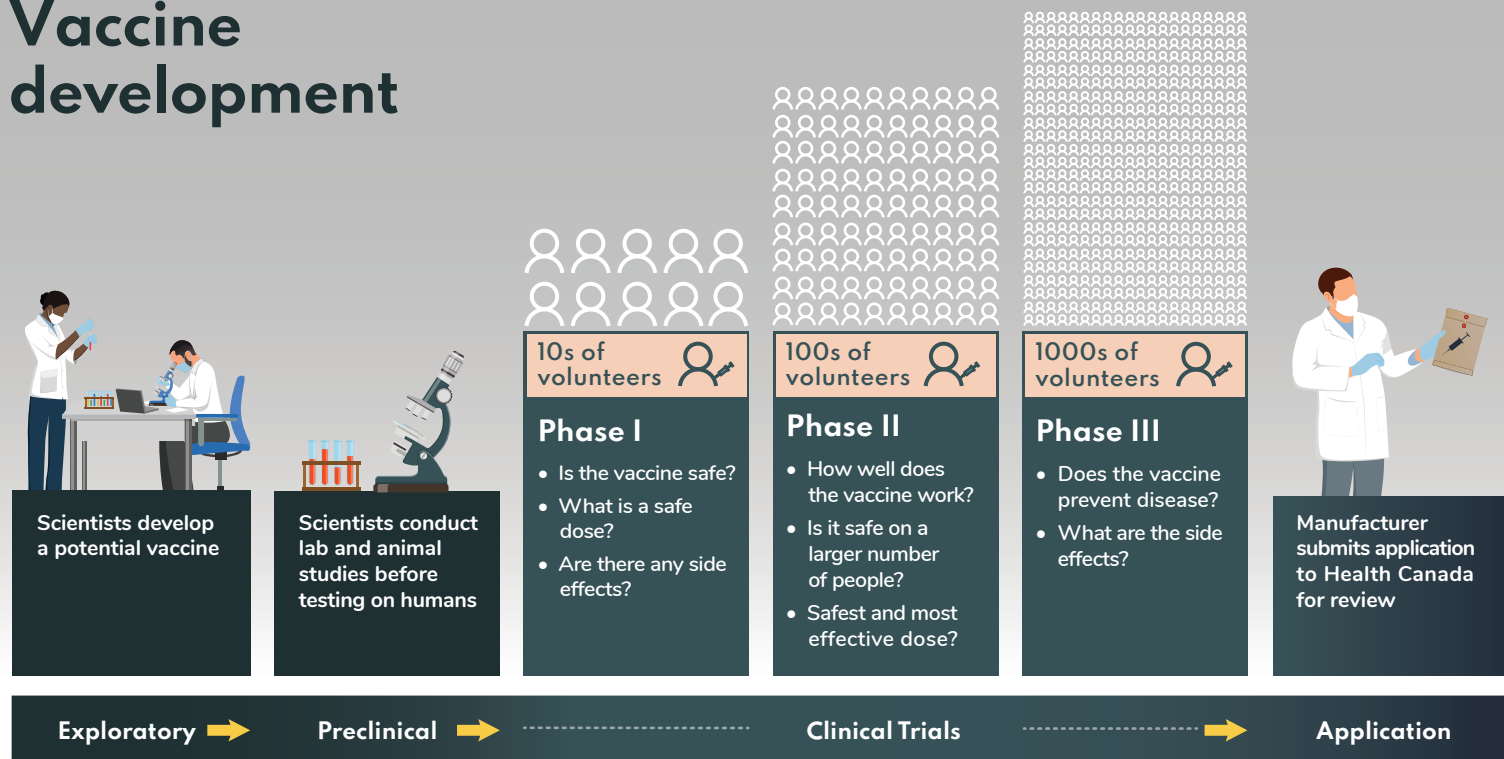 Vaccine
development
Scientists develop
a potential vaccine
Scientists conduct
lab and animal
studies before
testing on humans
10s of
volunteers
Phase I
• Is the vaccine safe?
• What is a safe
dose?
• Are there any side
effects?
100s of
volunteers
Phase II
• How well does
the vaccine work?
• Is it safe on a
larger number
of people?
• Safest and most
effective dose?
1000s of
volunteers
Phase III
• Does the vaccine
prevent disease?
• What are the side
effects?
Manufacturer
submits application
to Health Canada
for review
Exploratory
Preclinical
Clinical Trials
Application